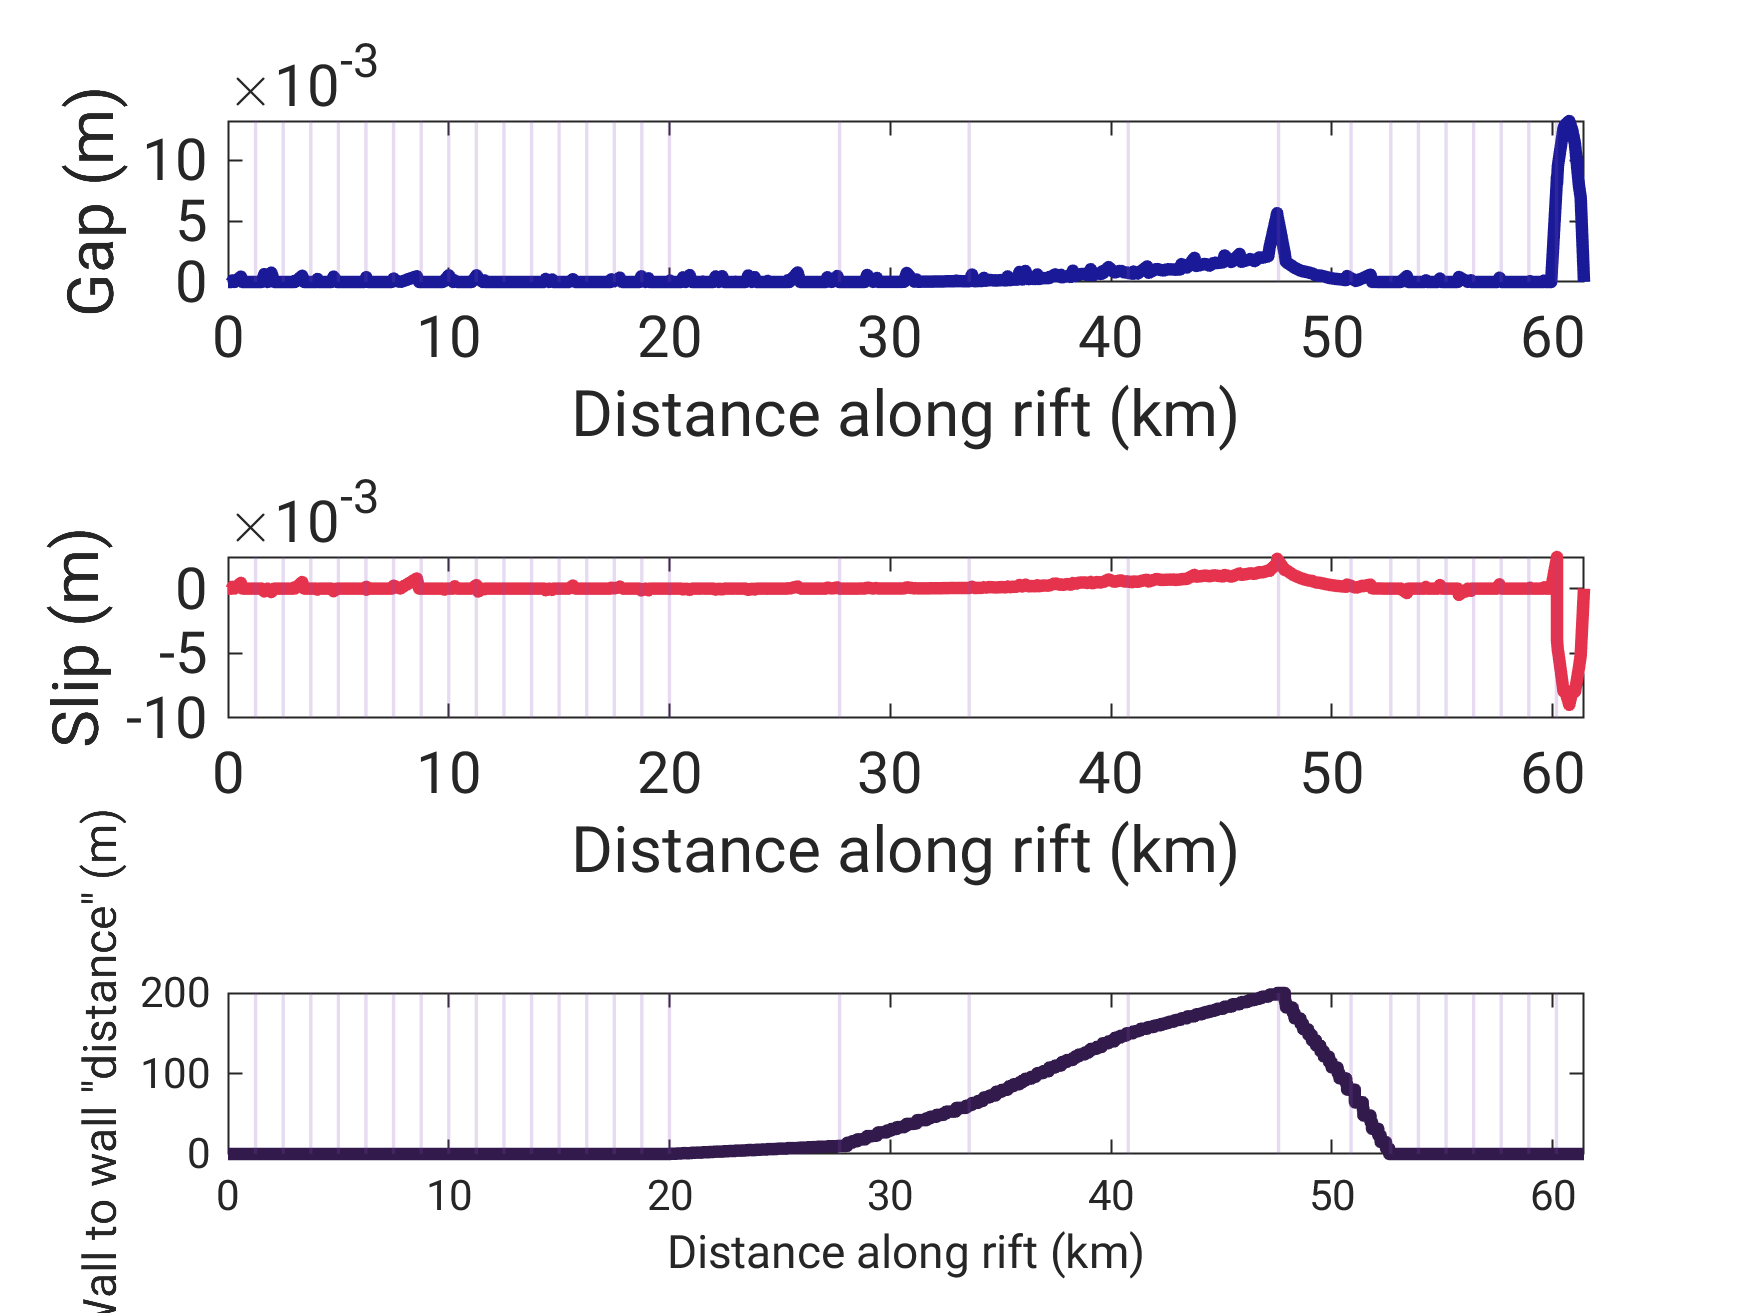 ×10-3
Gap (m)
10
5
0
0 10 20 30 40 50 60
Distance along rift (km)
×10-3
Slip (m)
0
-5
-10
0 10 20 30 40 50 60
Distance along rift (km)
to wall "distance" (m)
200
100
0
0 10 20 30 40 50 60
Distance along rift (km)